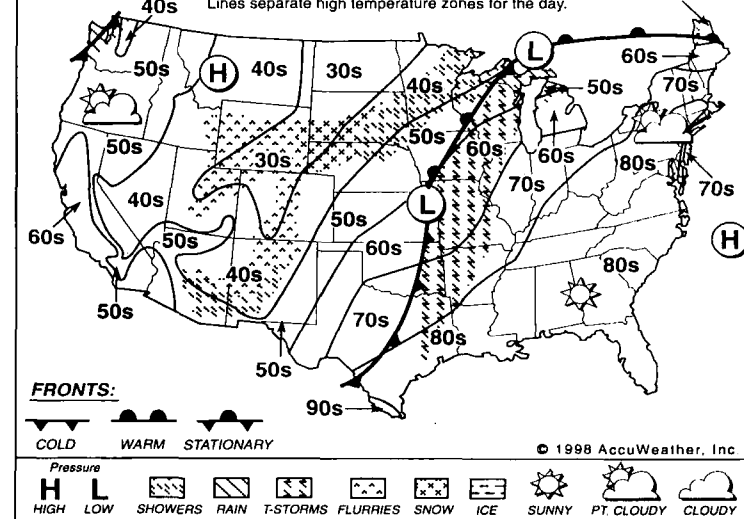 Lines separate high temperature zones for the day.
40s
50s
H
40s
30s
40s
L
60s
50s
70s
50s
60s
60s
80s
50s
30s
40s
70s
70s
60s
50s
L
50s
60s
40s
H
80s
50s
70s
80s
50s
90s
FRONTS:
COLD WARM STATIONARY
© 1998 AccuWeather, Inc.
Pressure
H L
HIGH LOW SHOWERS RAIN T-STORMS FLURRIES SNOW ICE SUNNY PT. CLOUDY CLOUDY